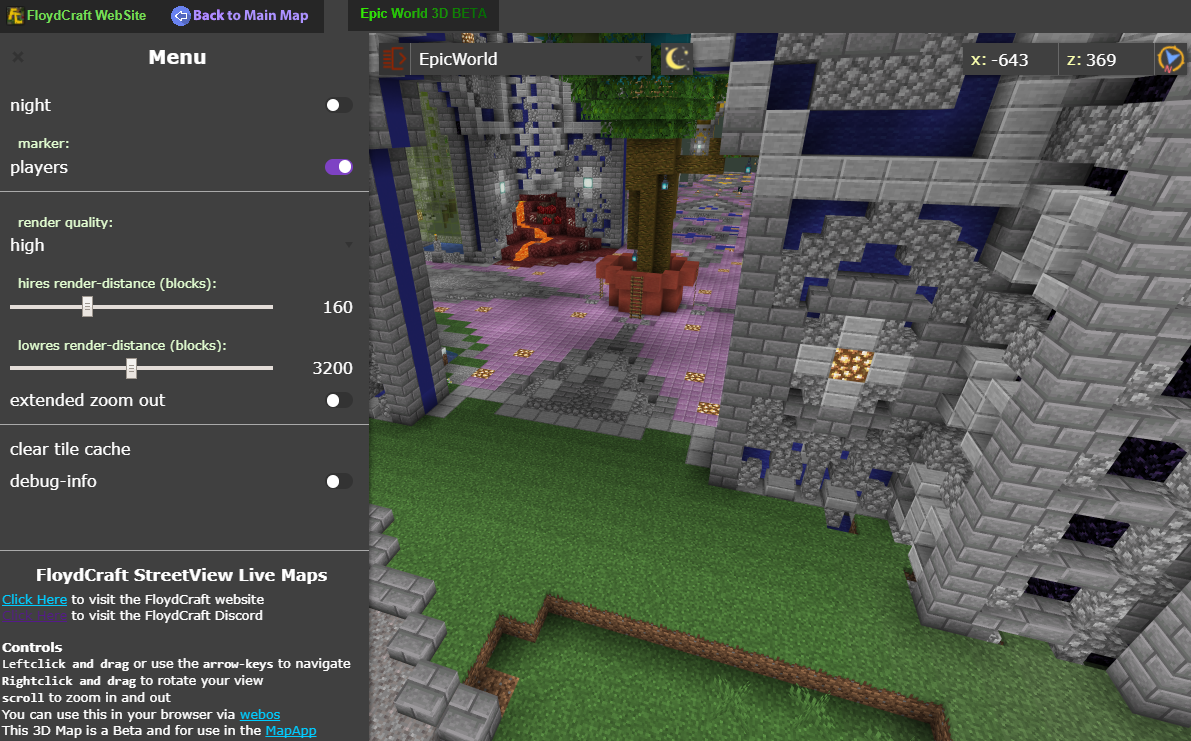 FloydCraft WebSite
Back to Main Map
Epic World 3D BETA
Menu
EpicWorld
x: -643
z: 369
N
night
marker:
players
render quality:
high
hires render-distance (blocks):
160
lowres render-distance (blocks):
3200
extended zoom out
clear tile cache
debug-info
FloydCraft StreetView Live Maps
Click Here to visit the FloydCraft website
Click Here to visit the FloydCraft Discord
Controls
Leftclick and drag or use the arrow-keys to navigate
Rightclick and drag to rotate your view
scroll to zoom in and out
You can use this in your browser via webos
This 3D Map is a Beta and for use in the MapApp